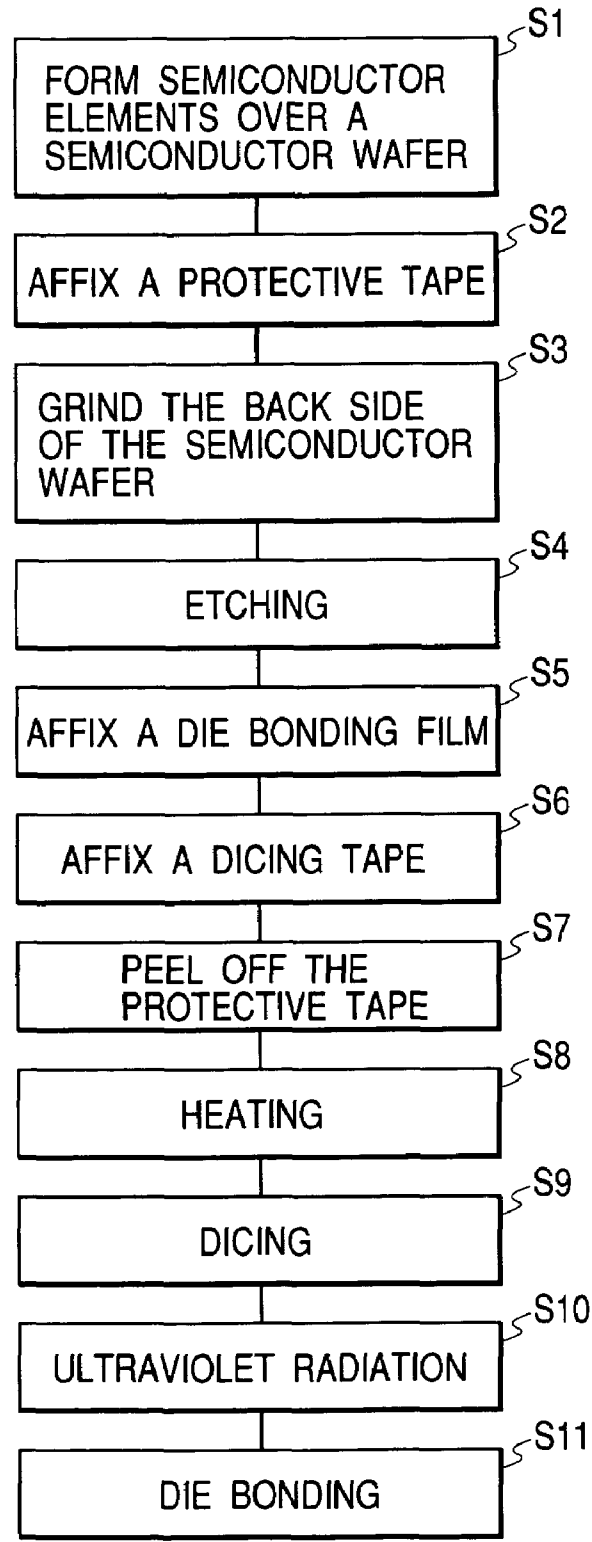 S1
FORM SEMICONDUCTOR
ELEMENTS OVER A
SEMICONDUCTOR WAFER
S2
AFFIX A PROTECTIVE TAPE
S3
GRIND THE BACK SIDE
OF THE SEMICONDUCTOR
WAFER
S4
ETCHING
S5
AFFIX A DIE BONDING FILM
S6
AFFIX A DICING TAPE
S7
PEEL OFF THE
PROTECTIVE TAPE
S8
HEATING
S9
DICING
S10
ULTRAVIOLET RADIATION
S11
DIE BONDING